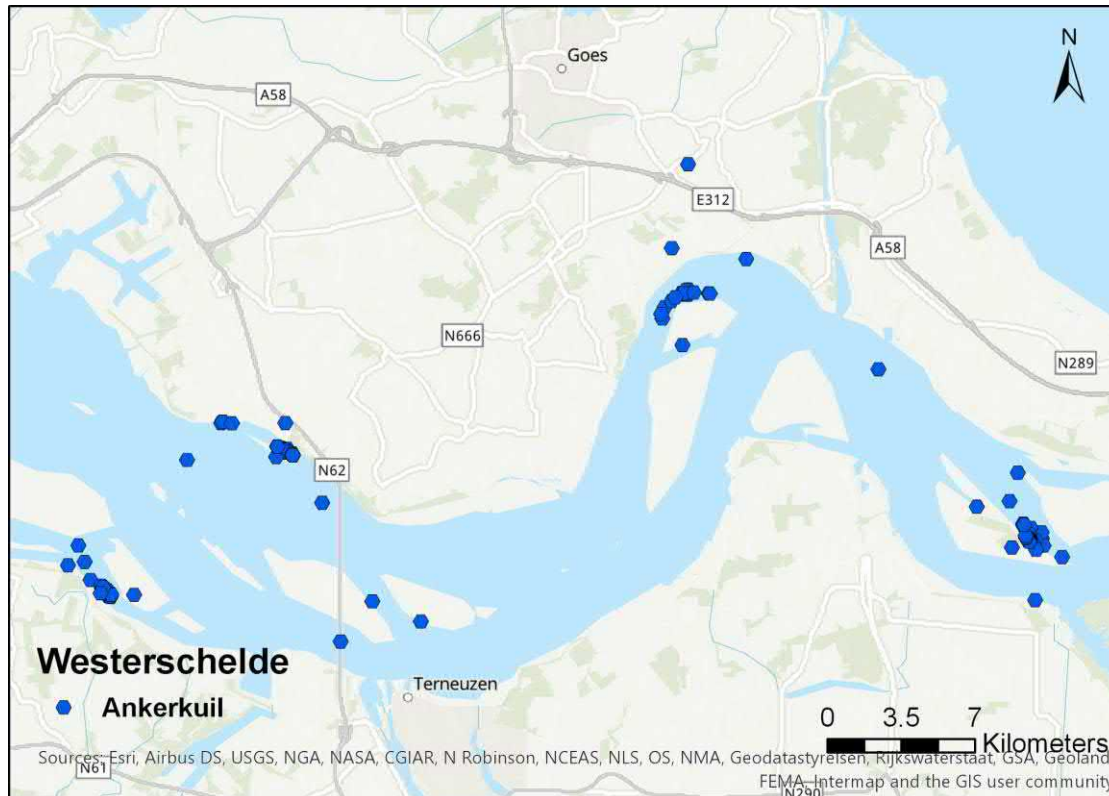 Goes
N
A58
E312
A58
N666
N289
N62
Westerschelde
Ankerkuil
Terneuzen
0 3.5 7
Kilometers
Sources: Esri, Airbus DS, USGS, NGA, NASA, CGIAR, N Robinson, NCEAS, NLS, OS, NMA, Geodatastyrelsen, Rijkswaterstaat, GSA, Geoland
N61
FEMA, Intermap and the GIS user community
N290